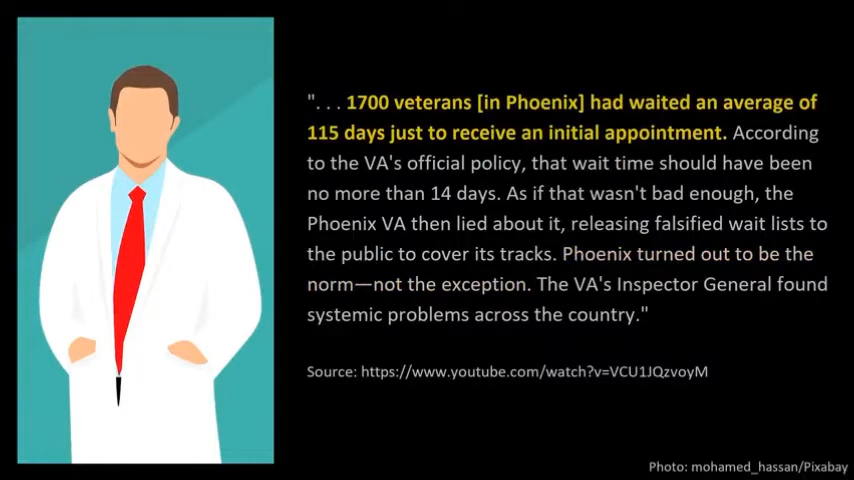 ". . . 1700 veterans [in Phoenix] had waited an average of
115 days just to receive an initial appointment. According
to the VA's official policy, that wait time should have been
no more than 14 days. As if that wasn't bad enough, the
Phoenix VA then lied about it, releasing falsified wait lists to
the public to cover its tracks. Phoenix turned out to be the
norm—not the exception. The VA's Inspector General found
systemic problems across the country."
Source: https://www.youtube.com/watch?v=VCU1JQzvoyM
Photo: mohamed_hassan/Pixabay